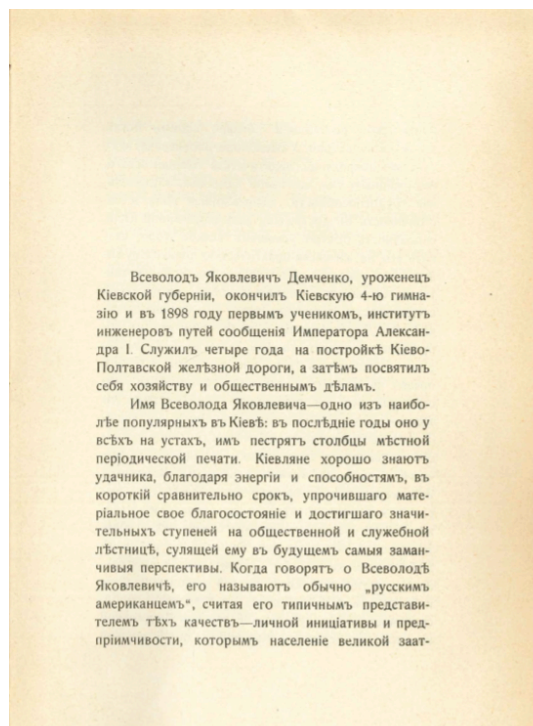 Всеволодъ Яковлевичъ Демченко, уроженецъ
Кіевской губерніи, окончилъ Кіевскую 4-ю гимна-
зію и въ 1898 году первымъ ученикомъ, институтъ
инженеровъ путей сообщенія Императора Алексан-
дра I. Служилъ четыре года на постройкѣ Кіево-
Полтавской желѣзной дороги, а затѣмъ посвятилъ
себя хозяйству и общественнымъ дѣламъ.
Имя Всеволода Яковлевича—одно изъ наибо-
лѣе популярныхъ въ Кіевѣ: въ послѣдніе годы оно у
всѣхъ на устахъ, имъ пестрятъ столбцы мѣстной
періодической печати. Кіевляне хорошо знаютъ
удачника, благодаря энергіи и способностямъ, въ
короткій сравнительно срокъ, упрочившаго мате-
ріальное свое благосостояніе и достигшаго значи-
тельныхъ ступеней на общественной и служебной
лѣстницѣ, сулящей ему въ будущемъ самыя заман-
чивыя перспективы. Когда говорятъ о Всеволодѣ
Яковлевичѣ, его называютъ обычно „русскимъ
американцемъ“, считая его типичнымъ представи-
телемъ тѣхъ качествъ—личной иниціативы и пред-
пріимчивости, которымъ населеніе великой заат-